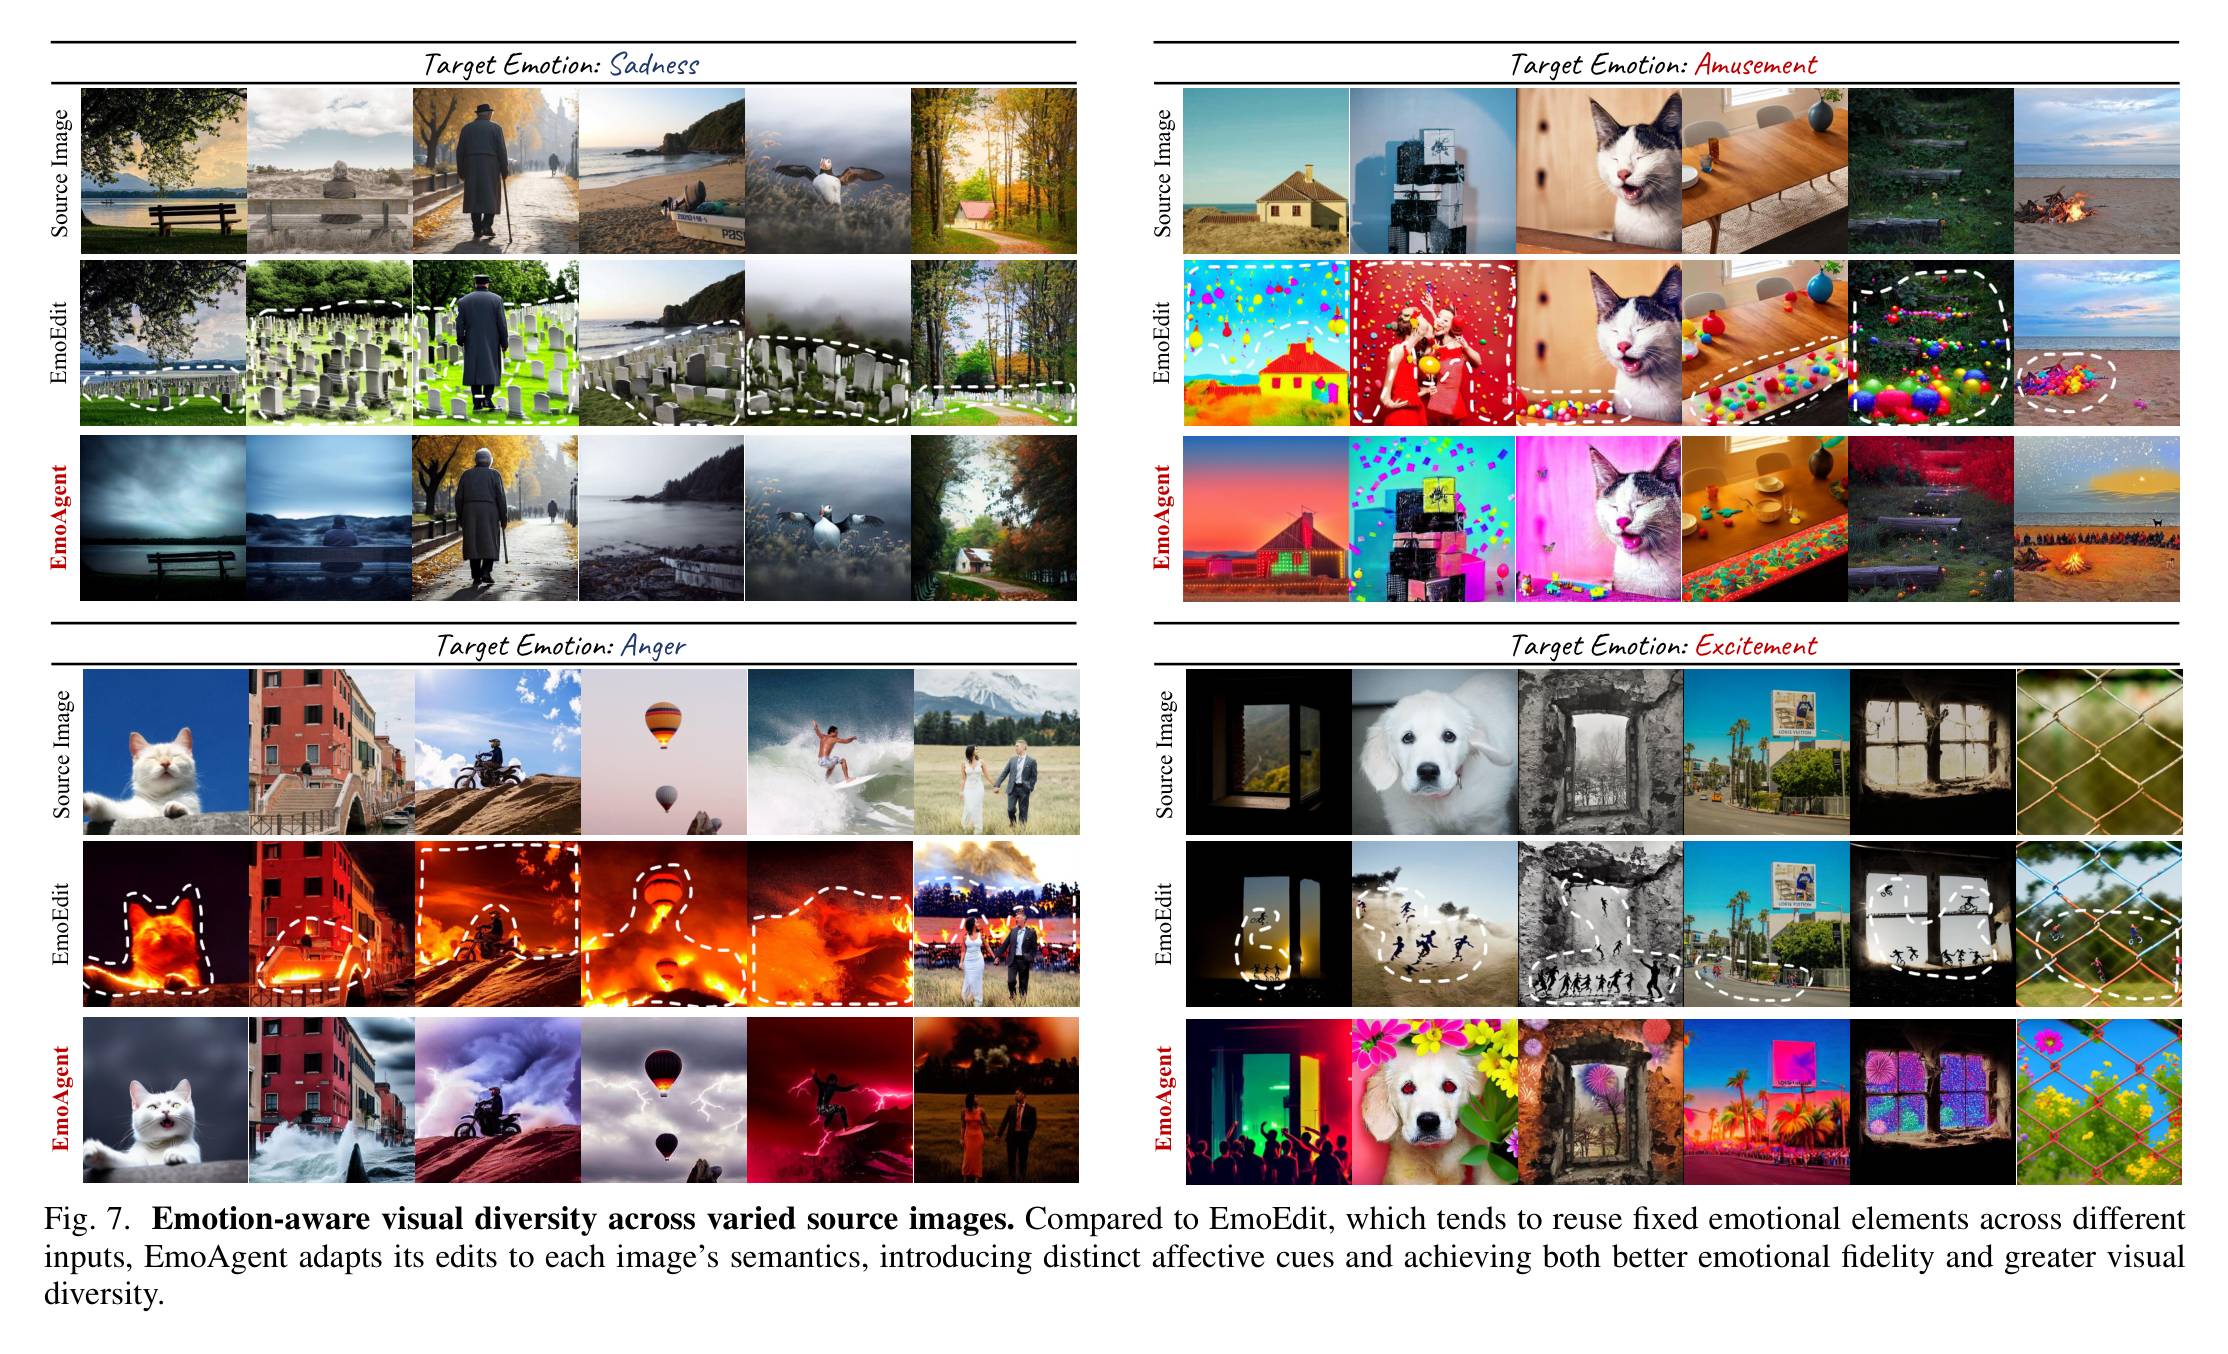 Target Emotion: Sadness
Source Image
EmoEdit
EmoAgent
Target Emotion: Amusement
Source Image
EmoEdit
EmoAgent
Target Emotion: Anger
Source Image
EmoEdit
EmoAgent
Target Emotion: Excitement
Source Image
EmoEdit
EmoAgent
Fig. 7. Emotion-aware visual diversity across varied source images. Compared to EmoEdit, which tends to reuse fixed emotional elements across different
inputs, EmoAgent adapts its edits to each image's semantics, introducing distinct affective cues and achieving both better emotional fidelity and greater visual
diversity.